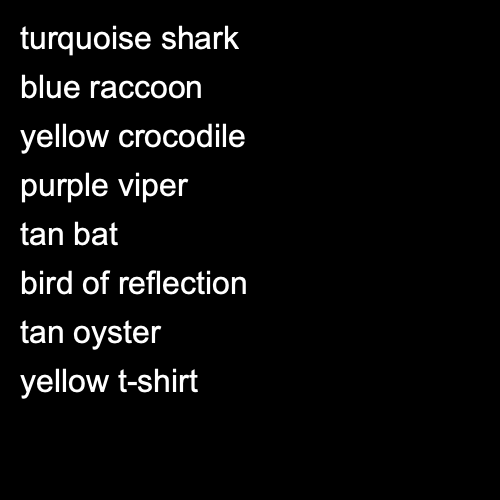 turquoise shark
blue raccoon
yellow crocodile
purple viper
tan bat
bird of reflection
tan oyster
yellow t-shirt